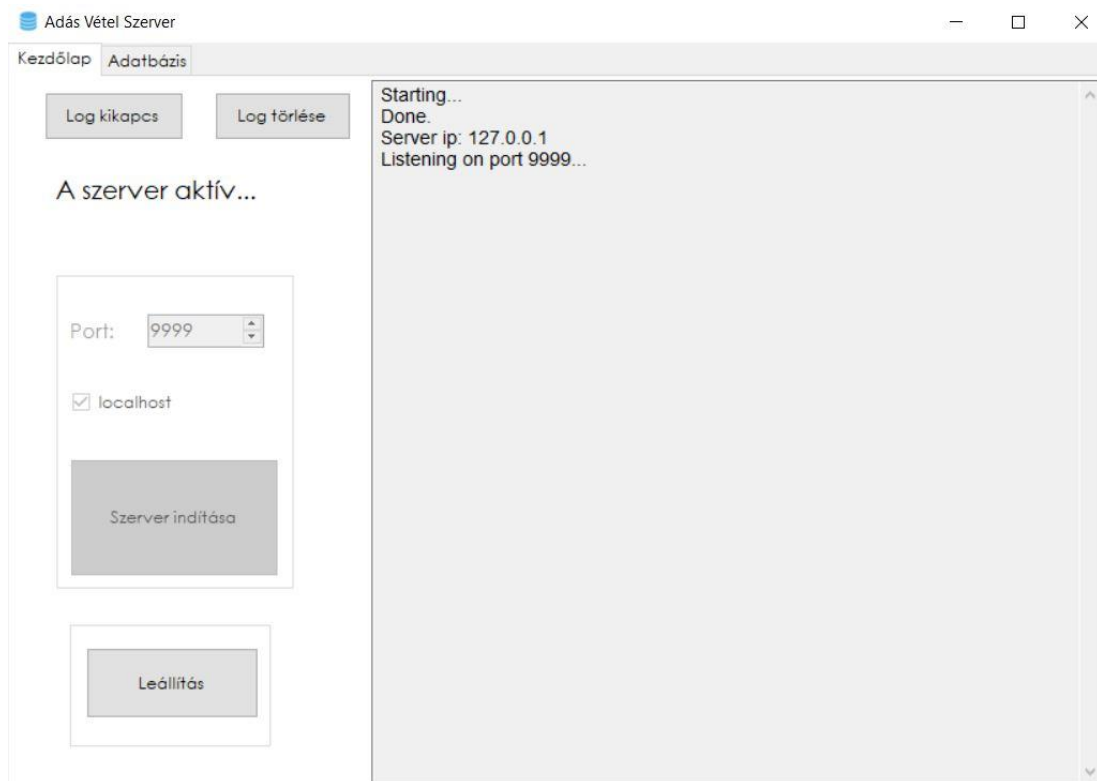 Adás Vétel Szerver
Kezdőlap Adatbázis
Log kikapcs Log törlése
A szerver aktív...
Port: 9999
localhost
Szerver indítása
Leállítás
Starting...
Done.
Server ip: 127.0.0.1
Listening on port 9999...